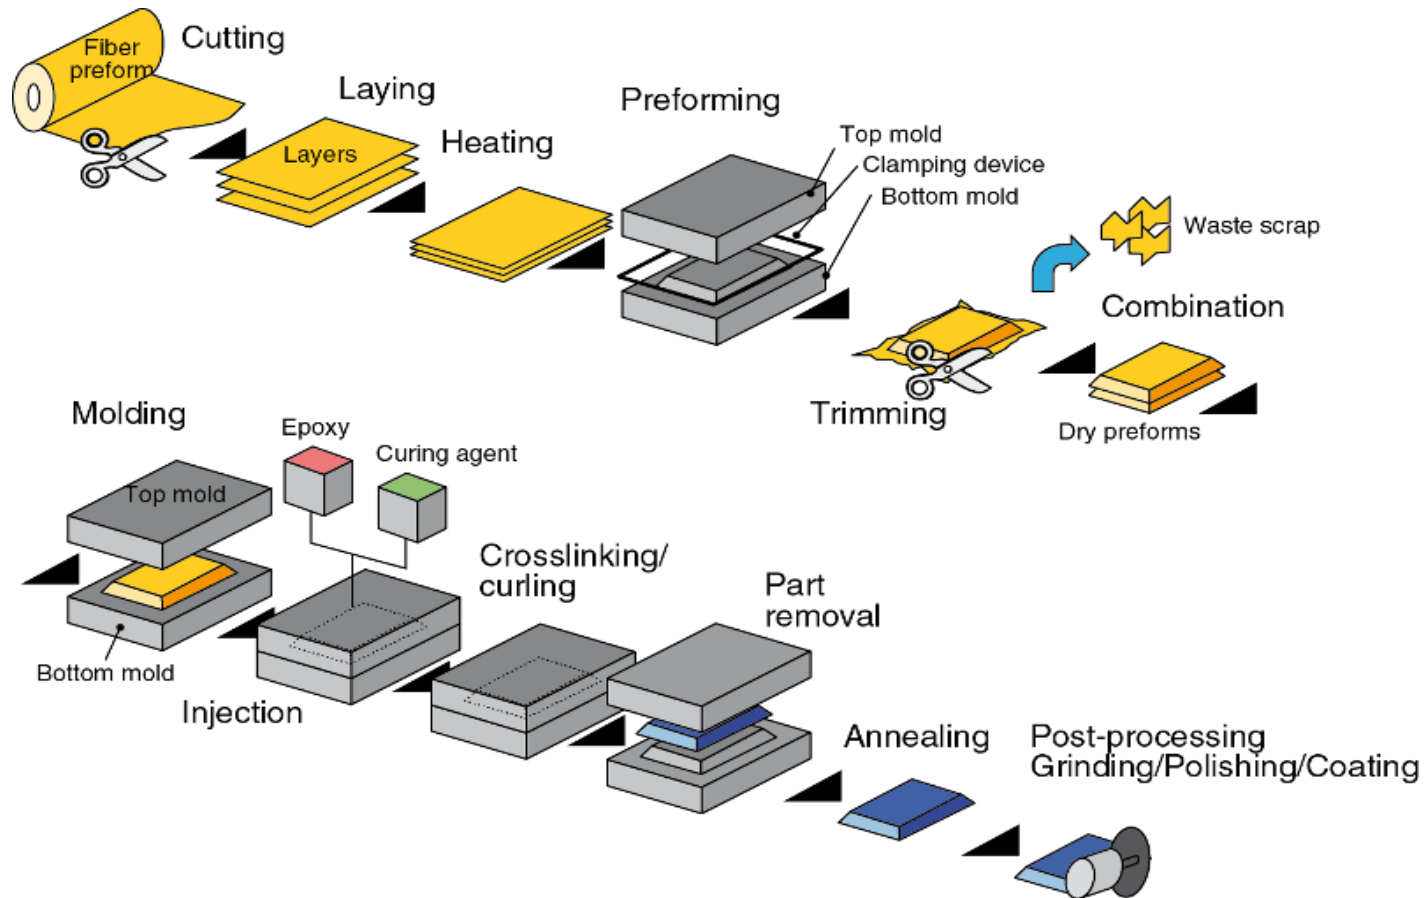 Cutting
Fiber
preform
Laying
Layers
Heating
Preforming
Top mold
Clamping device
Bottom mold
Waste scrap
Trimming
Combination
Dry preforms
Molding
Top mold
Bottom mold
Epoxy
Curing agent
Injection
Crosslinking/
curling
Part
removal
Annealing
Post-processing
Grinding/Polishing/Coating